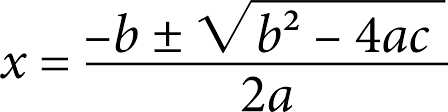 x = (–b ± √(b² – 4ac)) / 2a